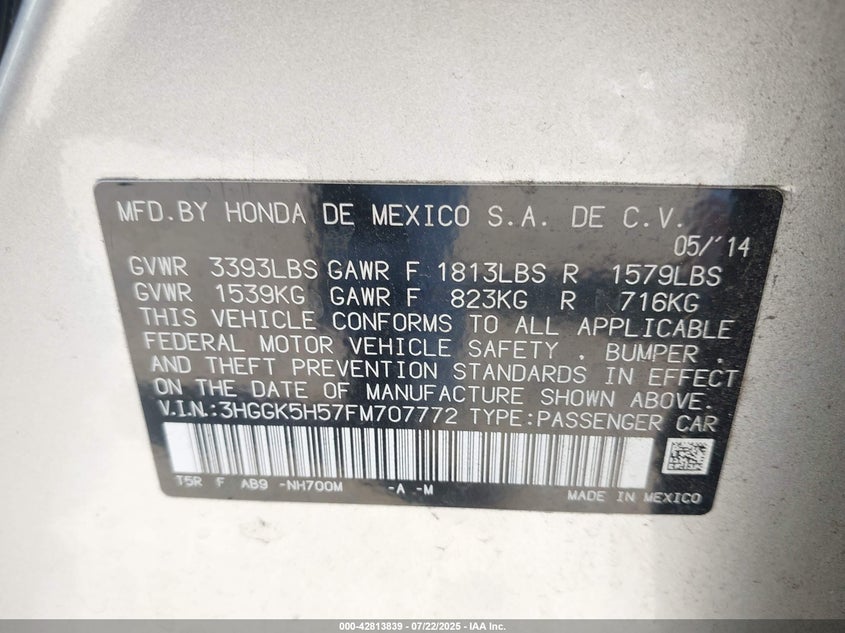 MFD.BY HONDA DE MEXICO S.A. DE C.V.
05/'14
GVWR 3393LBS GAWR F 1813LBS R 1579LBS
GVWR 1539KG GAWR F 823KG R 716KG
THIS VEHICLE CONFORMS TO ALL APPLICABLE
FEDERAL MOTOR VEHICLE SAFETY , BUMPER ,
AND THEFT PREVENTION STANDARDS IN EFFECT
ON THE DATE OF MANUFACTURE SHOWN ABOVE.
V.I.N.:3HGGK5H57FM707772 TYPE:PASSENGER CAR
T5R F AB9 -NH700M -A -M
MADE IN MEXICO
000-42813839 - 07/22/2025 - IAA Inc.